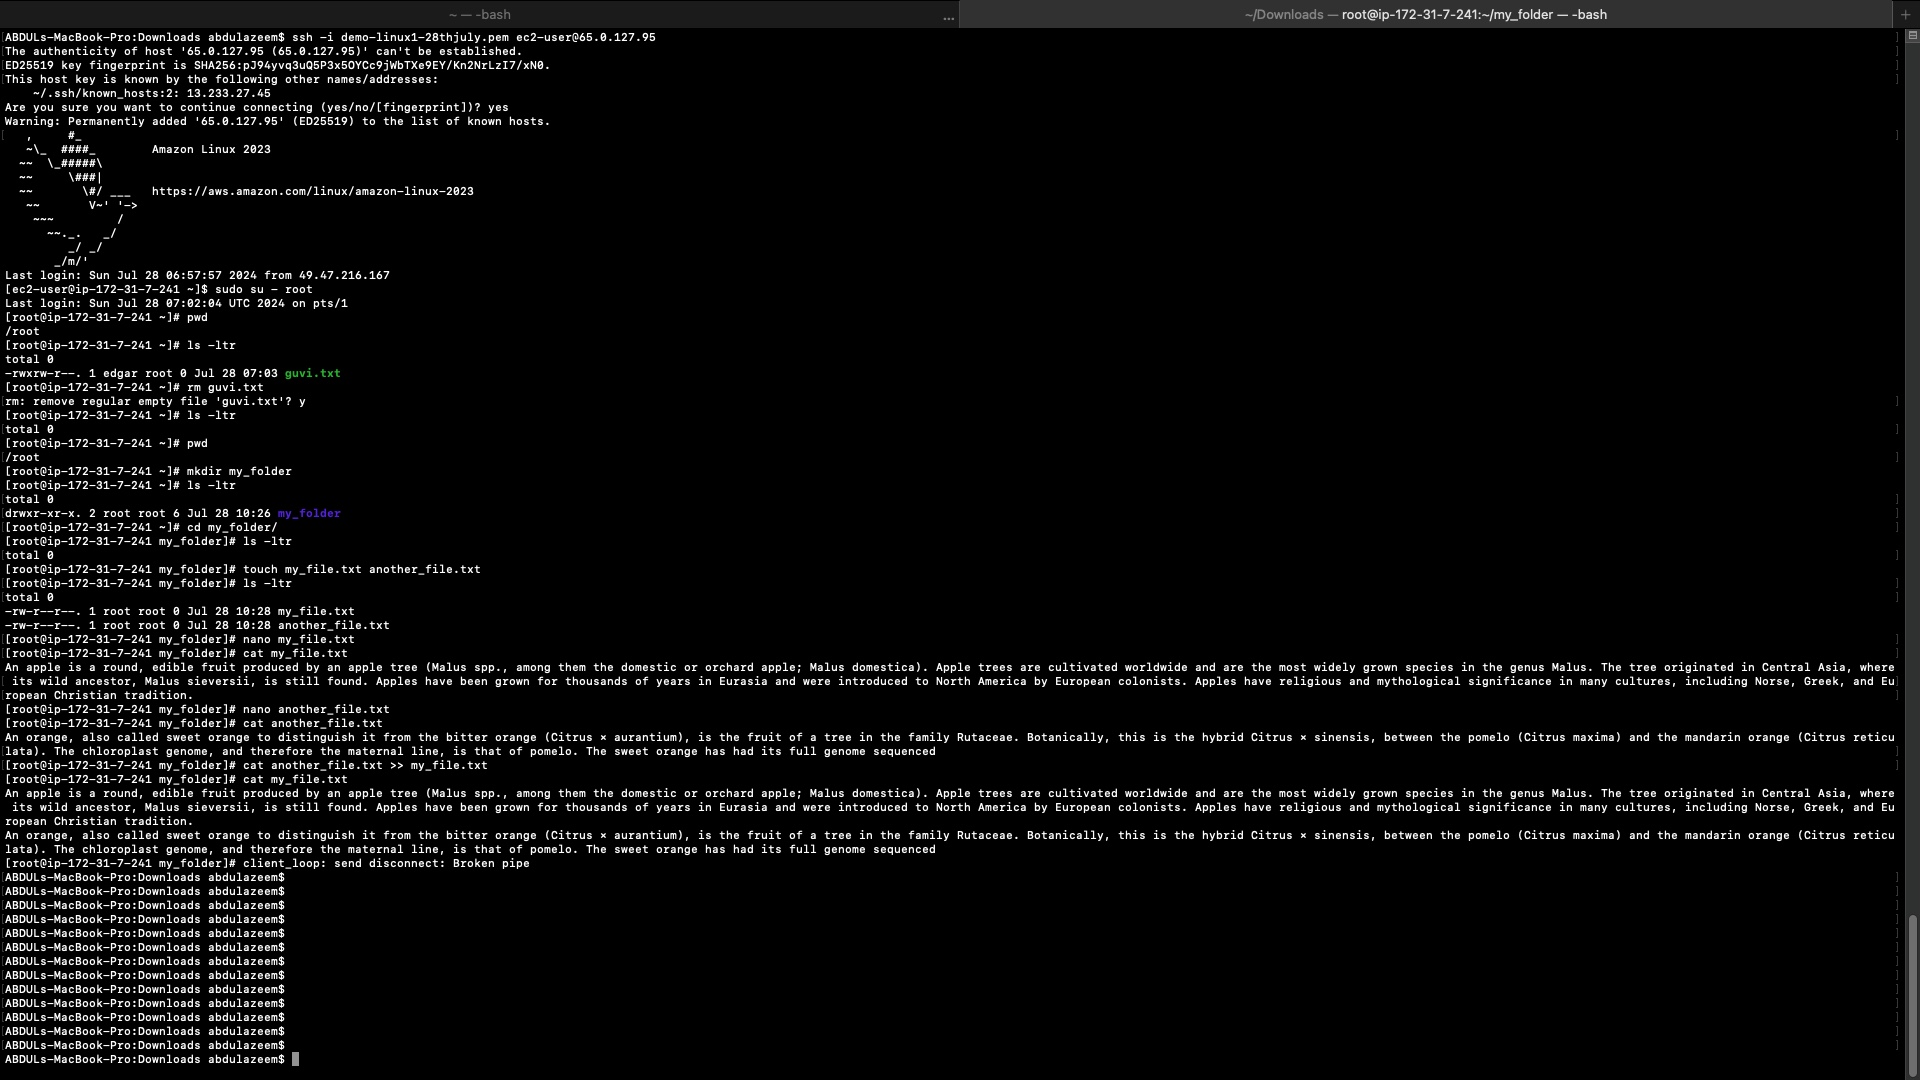 ~ — -bash
...
~/Downloads — root@ip-172-31-7-241:~/my_folder — -bash
+
[ABDULs-MacBook-Pro:Downloads abdulazeem$ ssh -i demo-linux1-28thjuly.pem ec2-user@65.0.127.95
The authenticity of host '65.0.127.95 (65.0.127.95)' can't be established.
ED25519 key fingerprint is SHA256:pJ94yvq3uQ5P3x5OYCc9jWbTXe9EY/Kn2NrLzI7/xN0.
This host key is known by the following other names/addresses:
    ~/.ssh/known_hosts:2: 13.233.27.45
Are you sure you want to continue connecting (yes/no/[fingerprint])? yes
Warning: Permanently added '65.0.127.95' (ED25519) to the list of known hosts.
   ,     #_
   ~\_  ####_        Amazon Linux 2023
  ~~  \_#####\
  ~~     \###|
  ~~       \#/ ___   https://aws.amazon.com/linux/amazon-linux-2023
   ~~       V~' '->
    ~~~         /
      ~~._.   _/
         _/ _/
       _/m/'
Last login: Sun Jul 28 06:57:57 2024 from 49.47.216.167
[ec2-user@ip-172-31-7-241 ~]$ sudo su - root
Last login: Sun Jul 28 07:02:04 UTC 2024 on pts/1
[root@ip-172-31-7-241 ~]# pwd
/root
[root@ip-172-31-7-241 ~]# ls -ltr
total 0
-rwxrw-r--. 1 edgar root 0 Jul 28 07:03 guvi.txt
[root@ip-172-31-7-241 ~]# rm guvi.txt
rm: remove regular empty file 'guvi.txt'? y
[root@ip-172-31-7-241 ~]# ls -ltr
total 0
[root@ip-172-31-7-241 ~]# pwd
/root
[root@ip-172-31-7-241 ~]# mkdir my_folder
[root@ip-172-31-7-241 ~]# ls -ltr
total 0
drwxr-xr-x. 2 root root 6 Jul 28 10:26 my_folder
[root@ip-172-31-7-241 ~]# cd my_folder/
[root@ip-172-31-7-241 my_folder]# ls -ltr
total 0
[root@ip-172-31-7-241 my_folder]# touch my_file.txt another_file.txt
[root@ip-172-31-7-241 my_folder]# ls -ltr
total 0
-rw-r--r--. 1 root root 0 Jul 28 10:28 my_file.txt
-rw-r--r--. 1 root root 0 Jul 28 10:28 another_file.txt
[root@ip-172-31-7-241 my_folder]# nano my_file.txt
[root@ip-172-31-7-241 my_folder]# cat my_file.txt
An apple is a round, edible fruit produced by an apple tree (Malus spp., among them the domestic or orchard apple; Malus domestica). Apple trees are cultivated worldwide and are the most widely grown species in the genus Malus. The tree originated in Central Asia, where
 its wild ancestor, Malus sieversii, is still found. Apples have been grown for thousands of years in Eurasia and were introduced to North America by European colonists. Apples have religious and mythological significance in many cultures, including Norse, Greek, and Eu
ropean Christian tradition.
[root@ip-172-31-7-241 my_folder]# nano another_file.txt
[root@ip-172-31-7-241 my_folder]# cat another_file.txt
An orange, also called sweet orange to distinguish it from the bitter orange (Citrus × aurantium), is the fruit of a tree in the family Rutaceae. Botanically, this is the hybrid Citrus × sinensis, between the pomelo (Citrus maxima) and the mandarin orange (Citrus reticu
lata). The chloroplast genome, and therefore the maternal line, is that of pomelo. The sweet orange has had its full genome sequenced
[root@ip-172-31-7-241 my_folder]# cat another_file.txt >> my_file.txt
[root@ip-172-31-7-241 my_folder]# cat my_file.txt
An apple is a round, edible fruit produced by an apple tree (Malus spp., among them the domestic or orchard apple; Malus domestica). Apple trees are cultivated worldwide and are the most widely grown species in the genus Malus. The tree originated in Central Asia, where
 its wild ancestor, Malus sieversii, is still found. Apples have been grown for thousands of years in Eurasia and were introduced to North America by European colonists. Apples have religious and mythological significance in many cultures, including Norse, Greek, and Eu
ropean Christian tradition.
An orange, also called sweet orange to distinguish it from the bitter orange (Citrus × aurantium), is the fruit of a tree in the family Rutaceae. Botanically, this is the hybrid Citrus × sinensis, between the pomelo (Citrus maxima) and the mandarin orange (Citrus reticu
lata). The chloroplast genome, and therefore the maternal line, is that of pomelo. The sweet orange has had its full genome sequenced
[root@ip-172-31-7-241 my_folder]# client_loop: send disconnect: Broken pipe
ABDULs-MacBook-Pro:Downloads abdulazeem$
ABDULs-MacBook-Pro:Downloads abdulazeem$
ABDULs-MacBook-Pro:Downloads abdulazeem$
ABDULs-MacBook-Pro:Downloads abdulazeem$
ABDULs-MacBook-Pro:Downloads abdulazeem$
ABDULs-MacBook-Pro:Downloads abdulazeem$
ABDULs-MacBook-Pro:Downloads abdulazeem$
ABDULs-MacBook-Pro:Downloads abdulazeem$
ABDULs-MacBook-Pro:Downloads abdulazeem$
ABDULs-MacBook-Pro:Downloads abdulazeem$
ABDULs-MacBook-Pro:Downloads abdulazeem$
ABDULs-MacBook-Pro:Downloads abdulazeem$
ABDULs-MacBook-Pro:Downloads abdulazeem$
ABDULs-MacBook-Pro:Downloads abdulazeem$